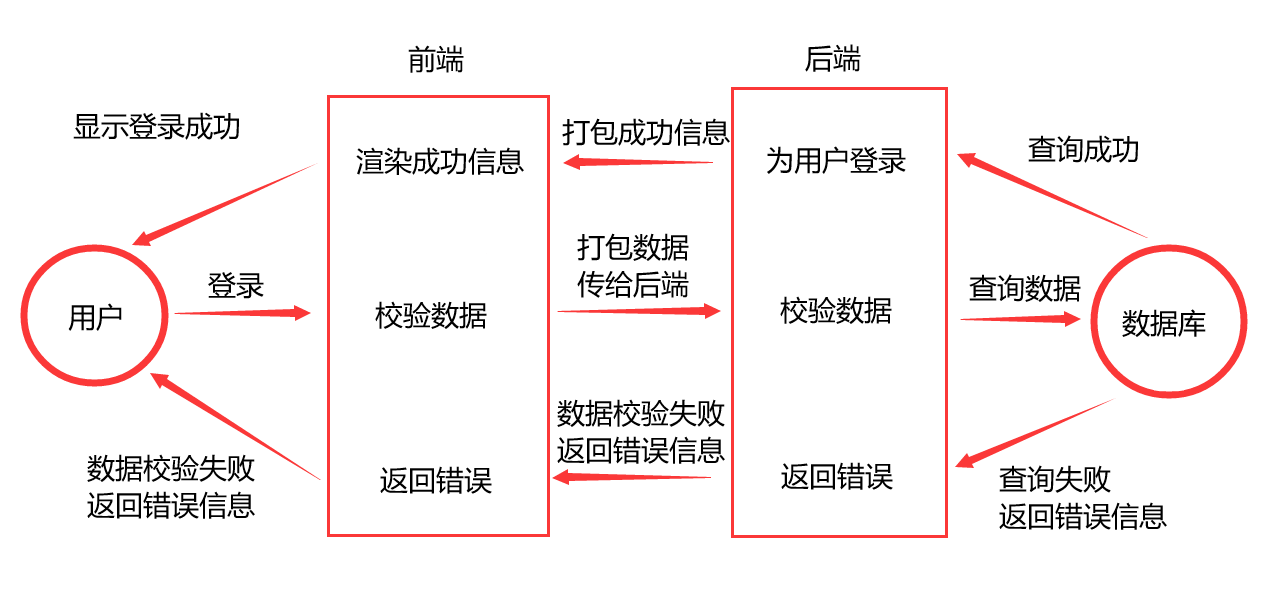 前端
后端
显示登录成功
打包成功信息
渲染成功信息
为用户登录
查询成功
打包数据
传给后端
登录
查询数据
用户
校验数据
校验数据
数据库
数据校验失败
返回错误信息
数据校验失败
返回错误信息
返回错误
返回错误
查询失败
返回错误信息